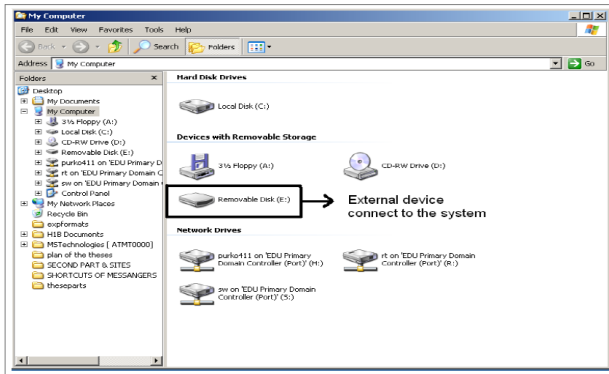 My Computer
File Edit View Favorites Tools Help
Back Search Folders
Address My Computer Go
Folders
Desktop
My Documents
My Computer
3½ Floppy (A:)
Local Disk (C:)
CD-RW Drive (D:)
Removable Disk (E:)
purko411 on 'EDU Primary D
rt on 'EDU Primary Domain C
sw on 'EDU Primary Domain
Control Panel
My Network Places
Recycle Bin
expformats
H1B Documents
MSTechnologies [ ATMT0000]
plan of the theses
SECOND PART & SITES
SHORTCUTS OF MESSANGERS
theseparts
Hard Disk Drives
Local Disk (C:)
Devices with Removable Storage
3½ Floppy (A:) CD-RW Drive (D:)
Removable Disk (E:)
External device
connect to the system
Network Drives
purko411 on 'EDU Primary rt on 'EDU Primary Domain
Domain Controller (Port)' (H:) Controller (Port)' (R:)
sw on 'EDU Primary Domain
Controller (Port)' (S:)